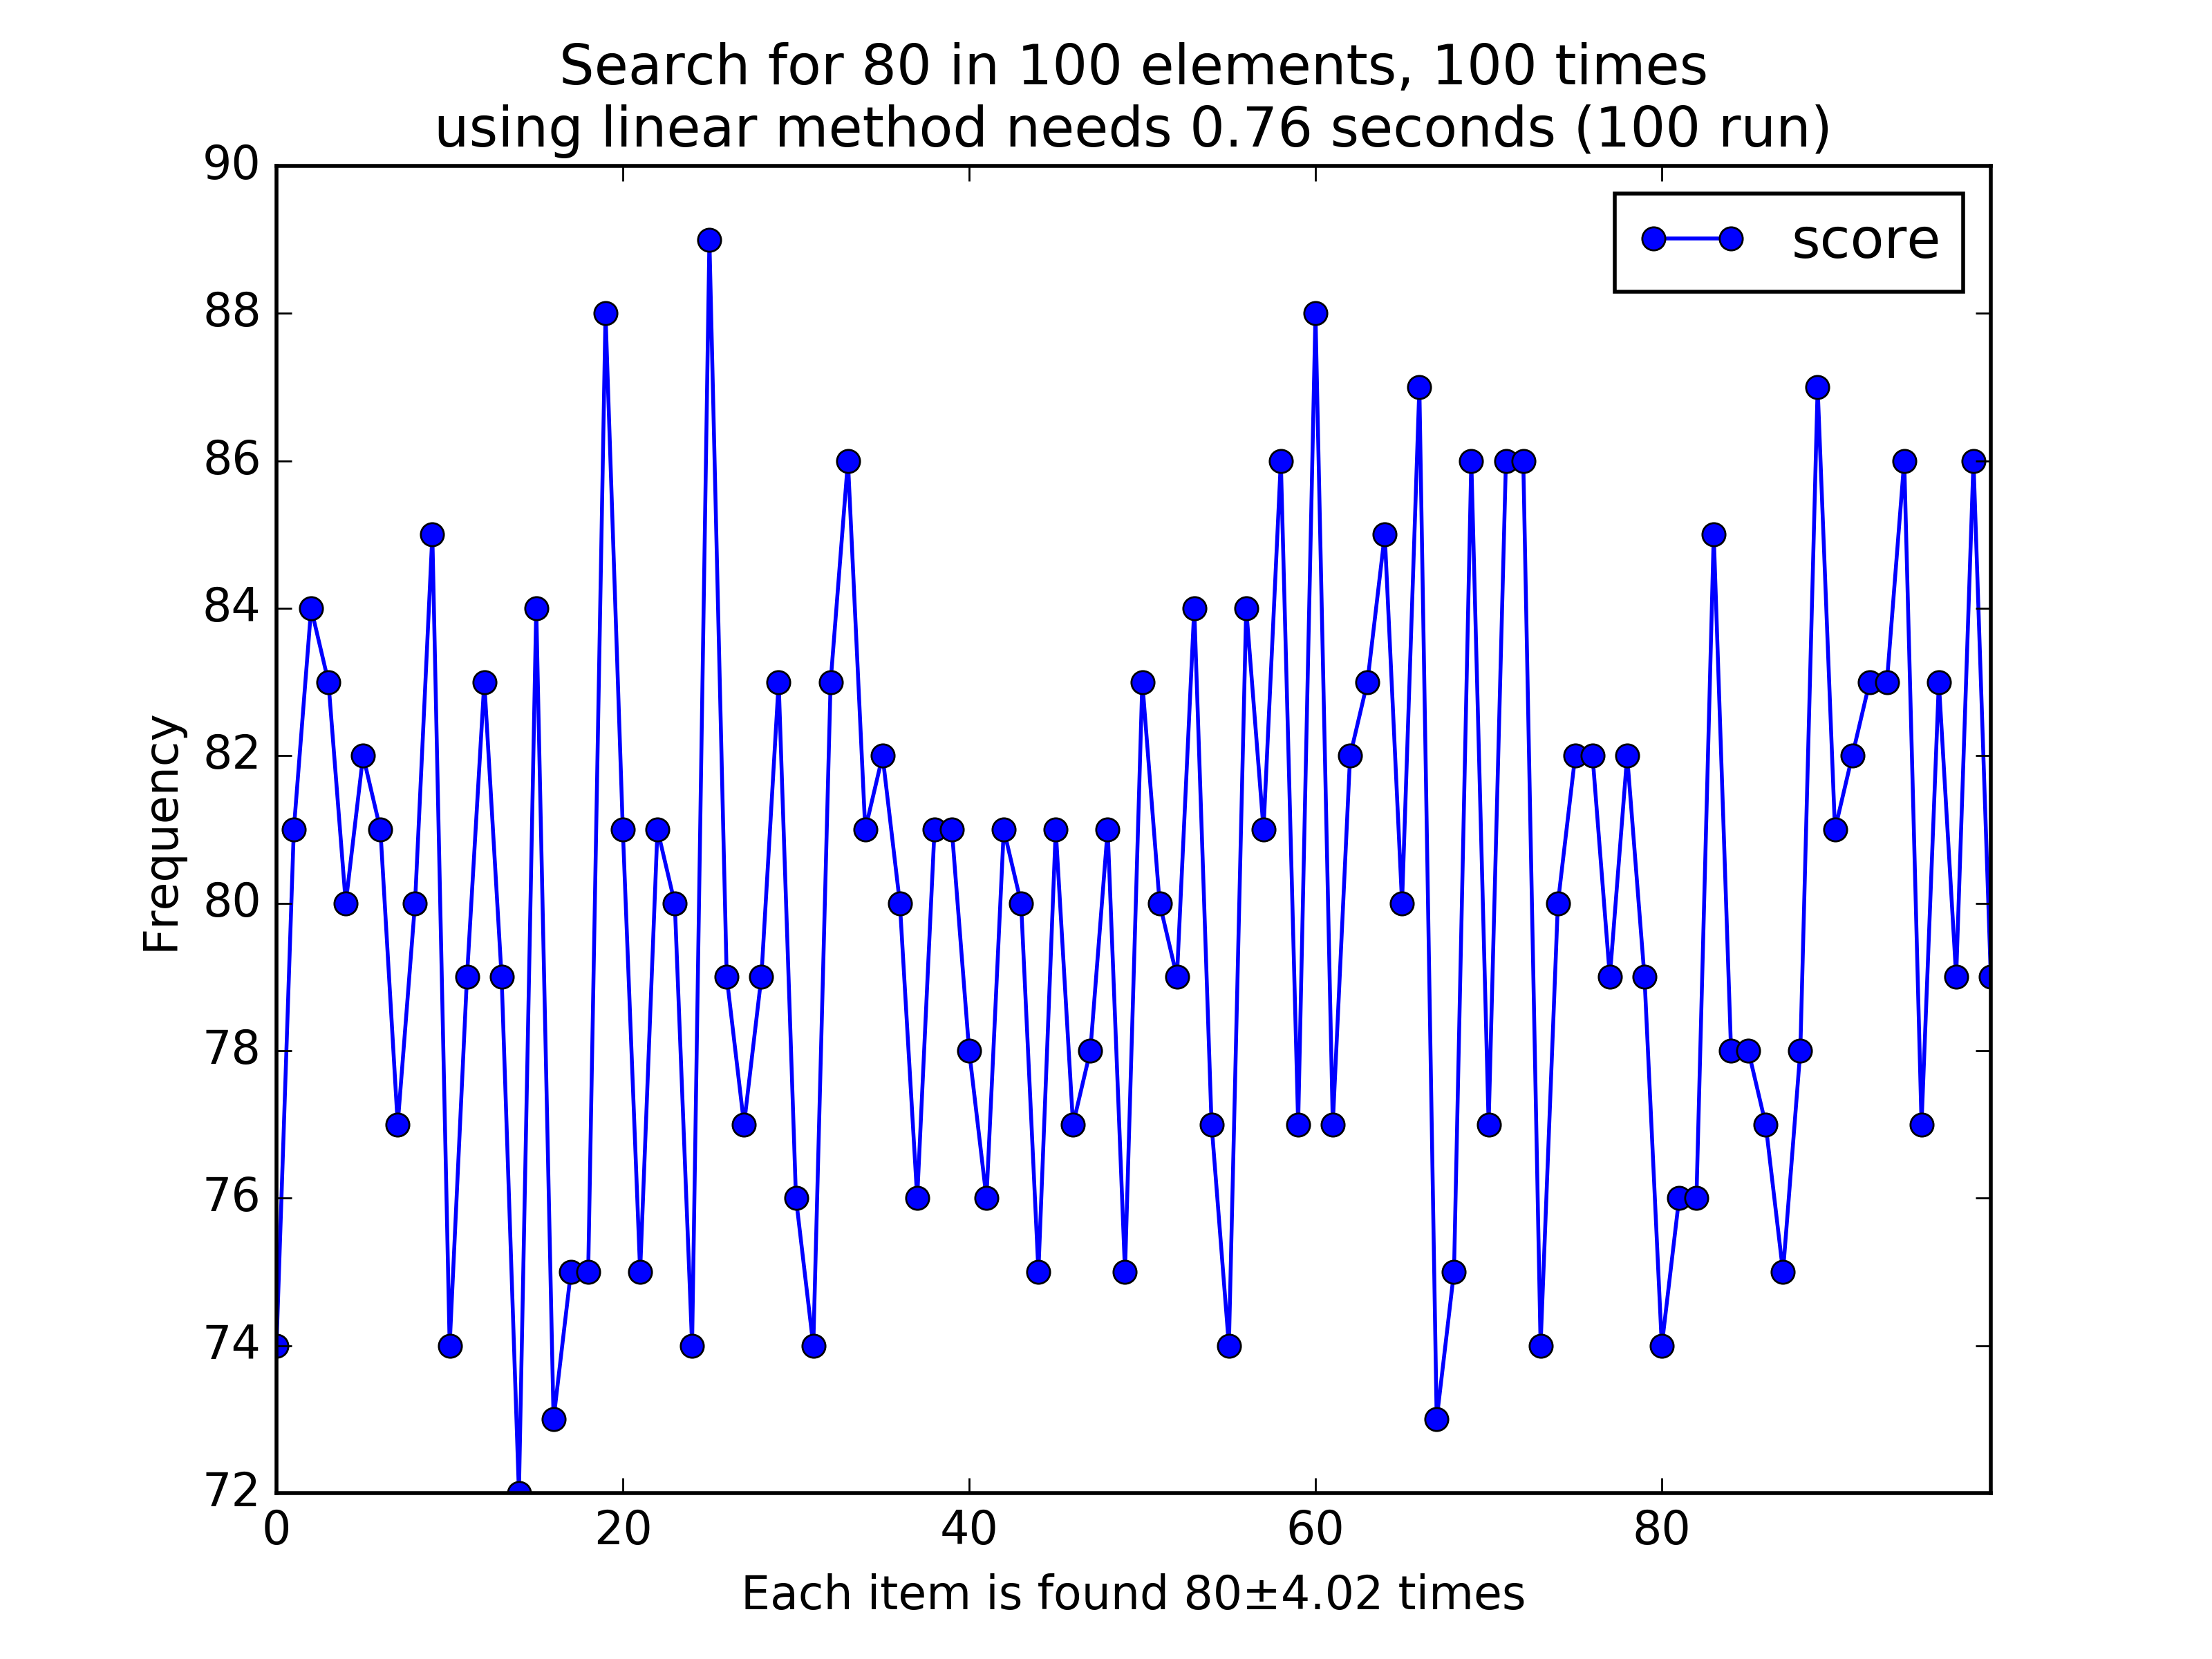 Search for 80 in 100 elements, 100 times
using linear method needs 0.76 seconds (100 run)
90
88
86
84
82
80
78
76
74
72
Frequency
score
0 20 40 60 80
Each item is found 80±4.02 times